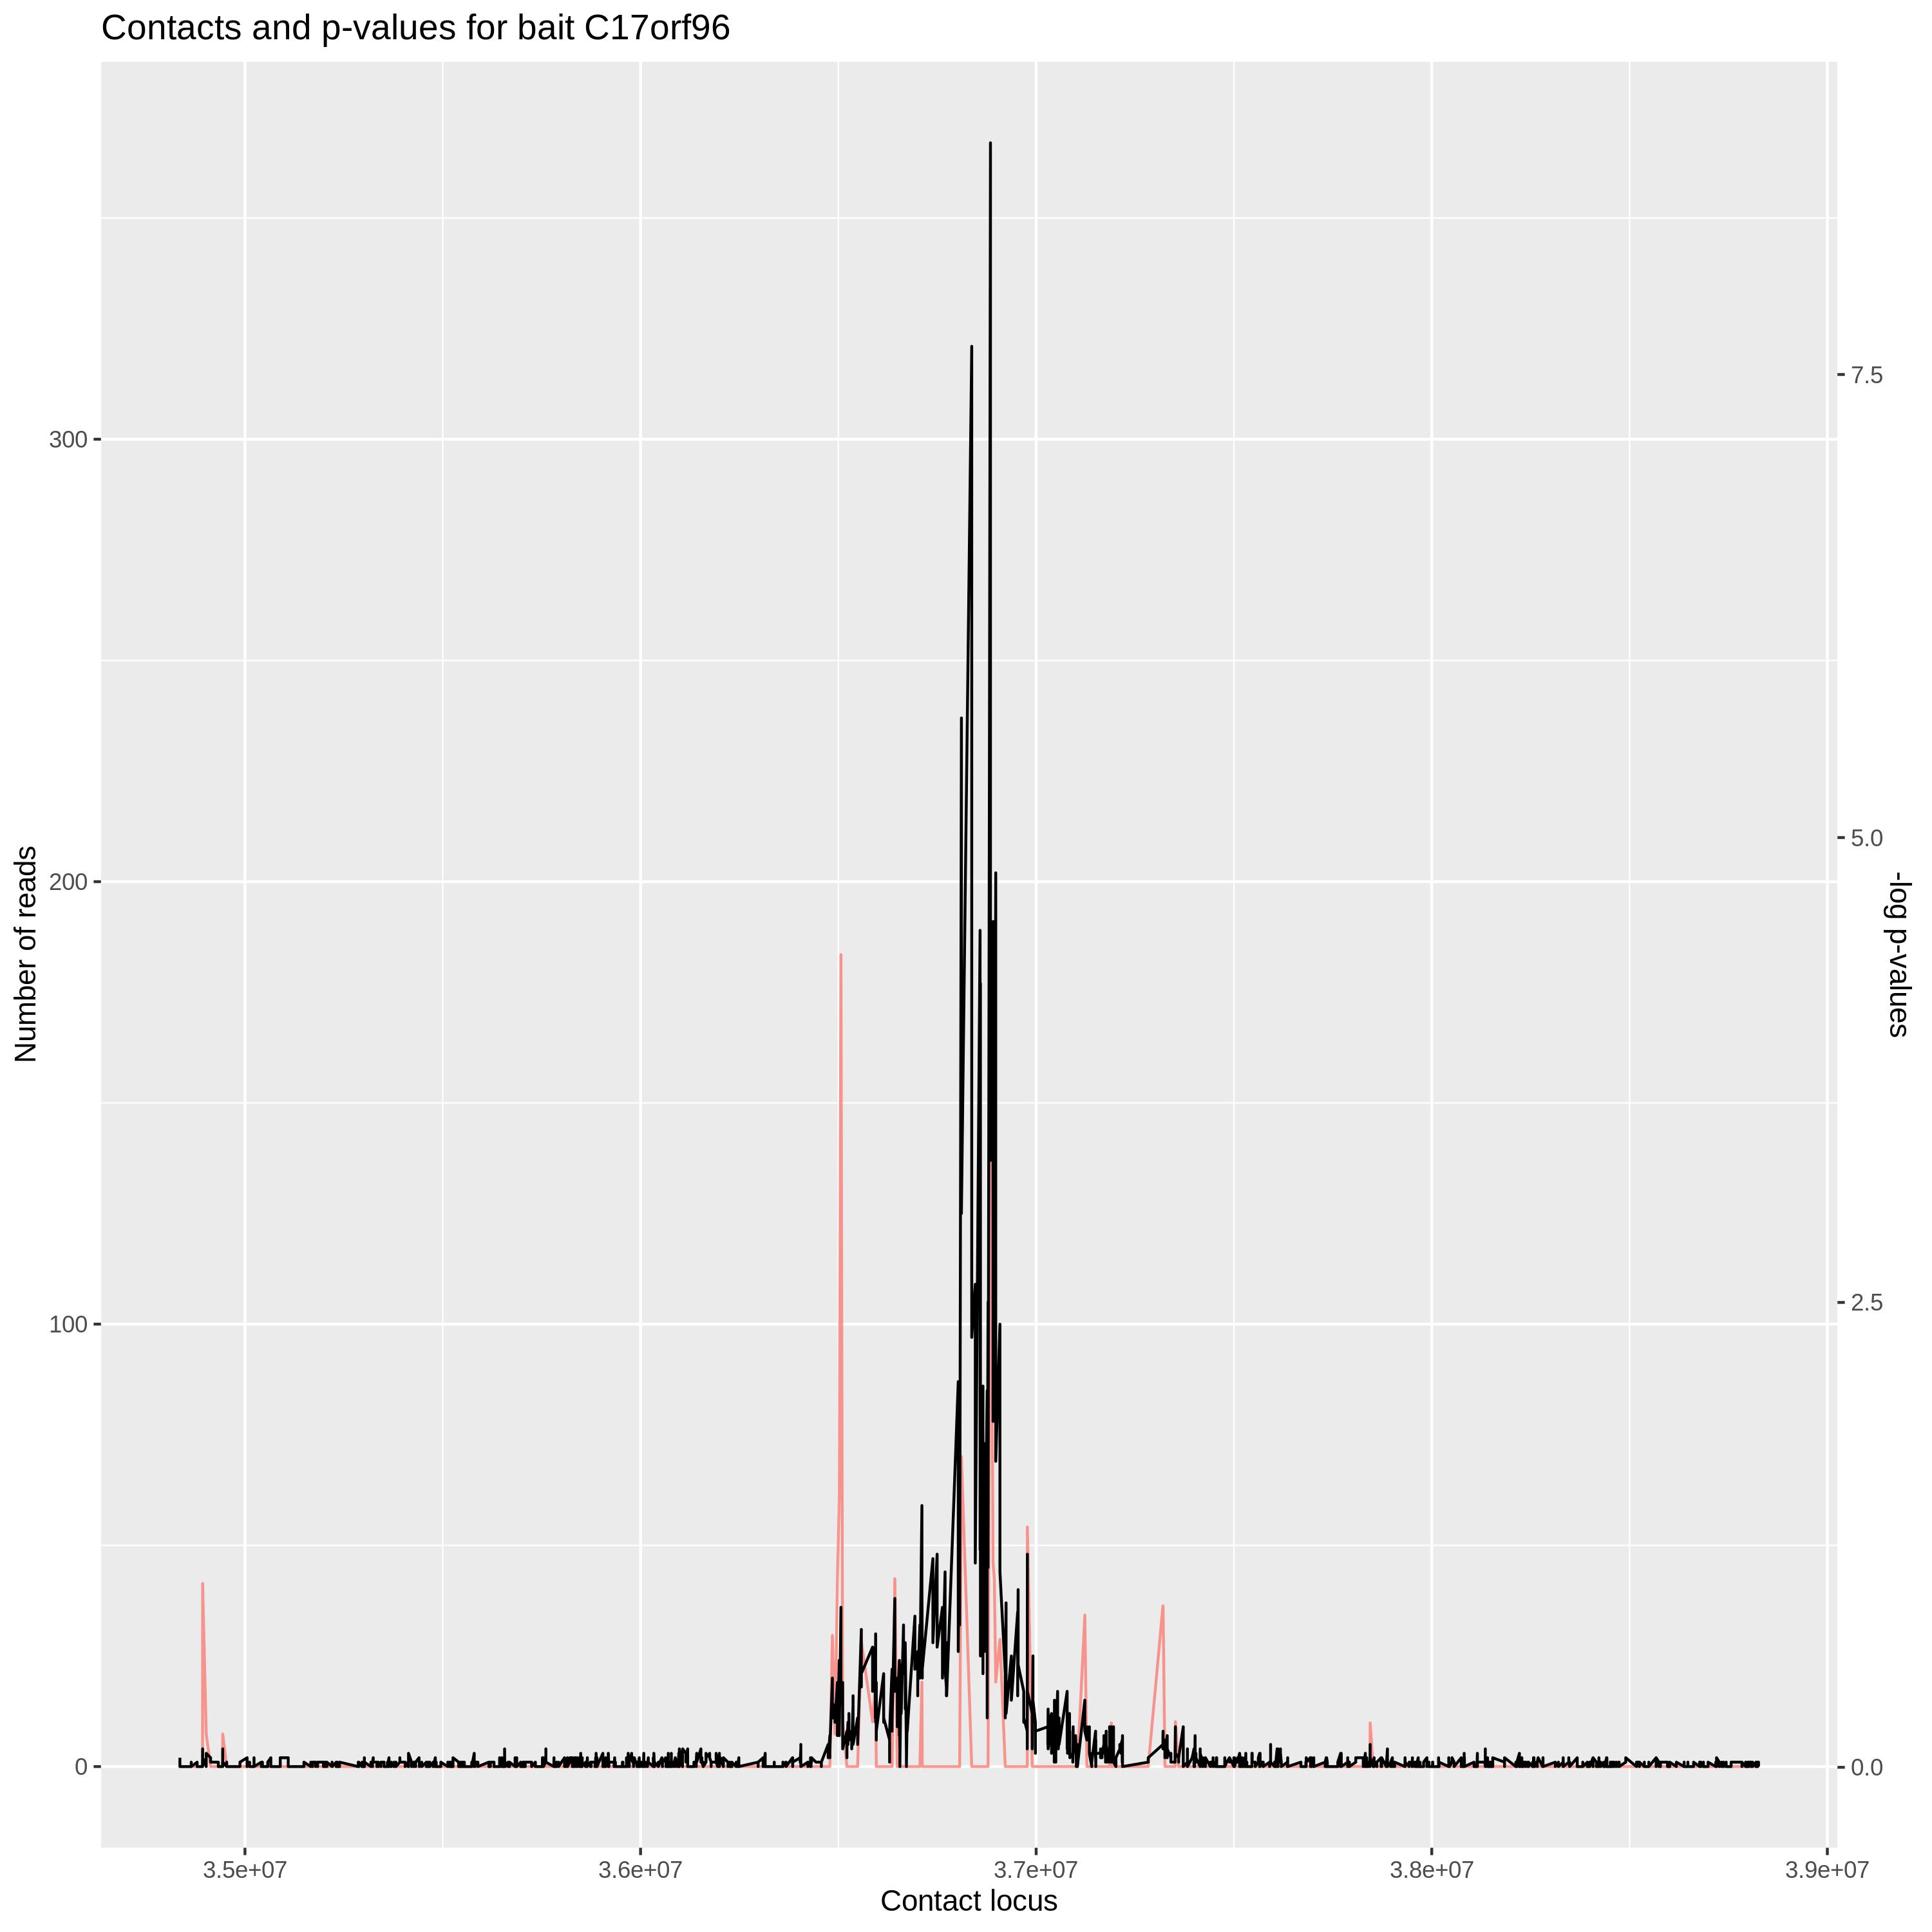 Contacts and p-values for bait C17orf96
Number of reads
300
200
100
0
7.5
5.0
2.5
0.0
-log p-values
3.5e+07 3.6e+07 3.7e+07 3.8e+07 3.9e+07
Contact locus